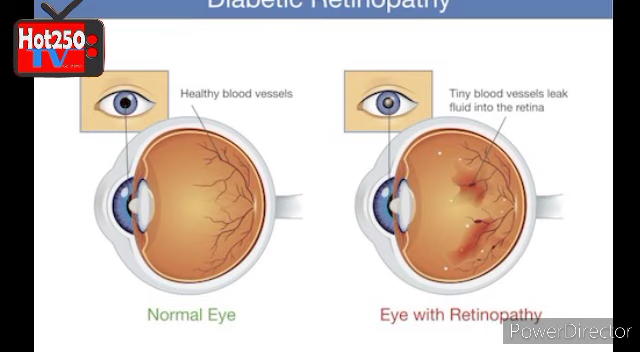 Diabetic Retinopathy
Hot250
TV
Healthy blood vessels
Tiny blood vessels leak
fluid into the retina
Normal Eye
Eye with Retinopathy
PowerDirector